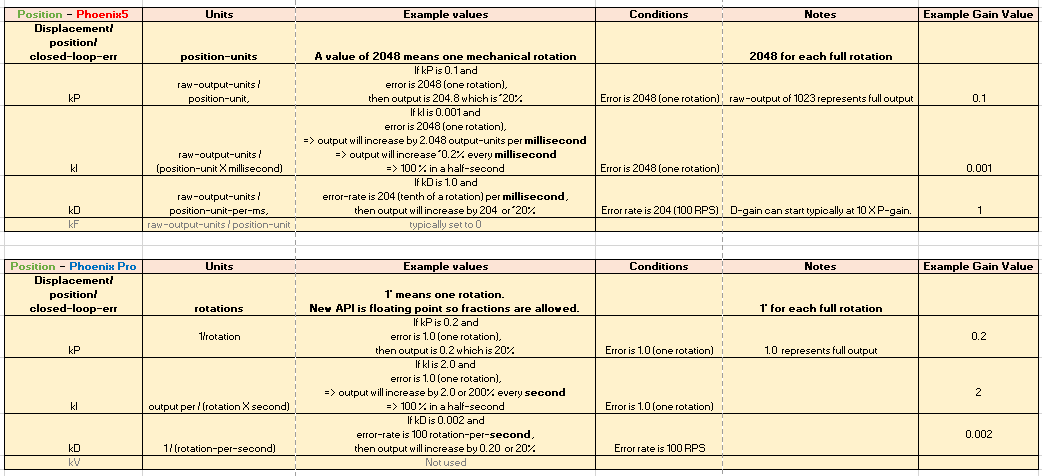 Position - Phoenix5 Units Example values Conditions Notes Example Gain Value
Displacement/
position/
closed-loop-err position-units A value of 2048 means one mechanical rotation 2048 for each full rotation
If kP is 0.1 and
raw-output-units / error is 2048 (one rotation),
kP position-unit, then output is 204.8 which is ~20% Error is 2048 (one rotation) raw-output of 1023 represents full output 0.1
If kI is 0.001 and
error is 2048 (one rotation),
=> output will increase by 2.048 output-units per millisecond
raw-output-units / => output will increase ~0.2% every millisecond
kI (position-unit X millisecond) => 100% in a half-second Error is 2048 (one rotation) 0.001
If kD is 1.0 and
raw-output-units / error-rate is 204 (tenth of a rotation) per millisecond,
kD position-unit-per-ms, then output will increase by 204 or ~20% Error rate is 204 (100 RPS) D-gain can start typically at 10 X P-gain. 1
kF raw-output-units / position-unit typically set to 0
Position - Phoenix Pro Units Example values Conditions Notes Example Gain Value
Displacement/
position/ 1' means one rotation.
closed-loop-err rotations New API is floating point so fractions are allowed. 1' for each full rotation
If kP is 0.2 and
1/rotation error is 1.0 (one rotation), 0.2
kP then output is 0.2 which is 20% Error is 1.0 (one rotation) 1.0 represents full output
If kI is 2.0 and
error is 1.0 (one rotation),
=> output will increase by 2.0 or 200% every second 2
kI output per / (rotation X second) => 100% in a half-second Error is 1.0 (one rotation)
If kD is 0.002 and
error-rate is 100 rotation-per-second, 0.002
kD 1 / (rotation-per-second) then output will increase by 0.20 or 20% Error rate is 100 RPS
kV Not used